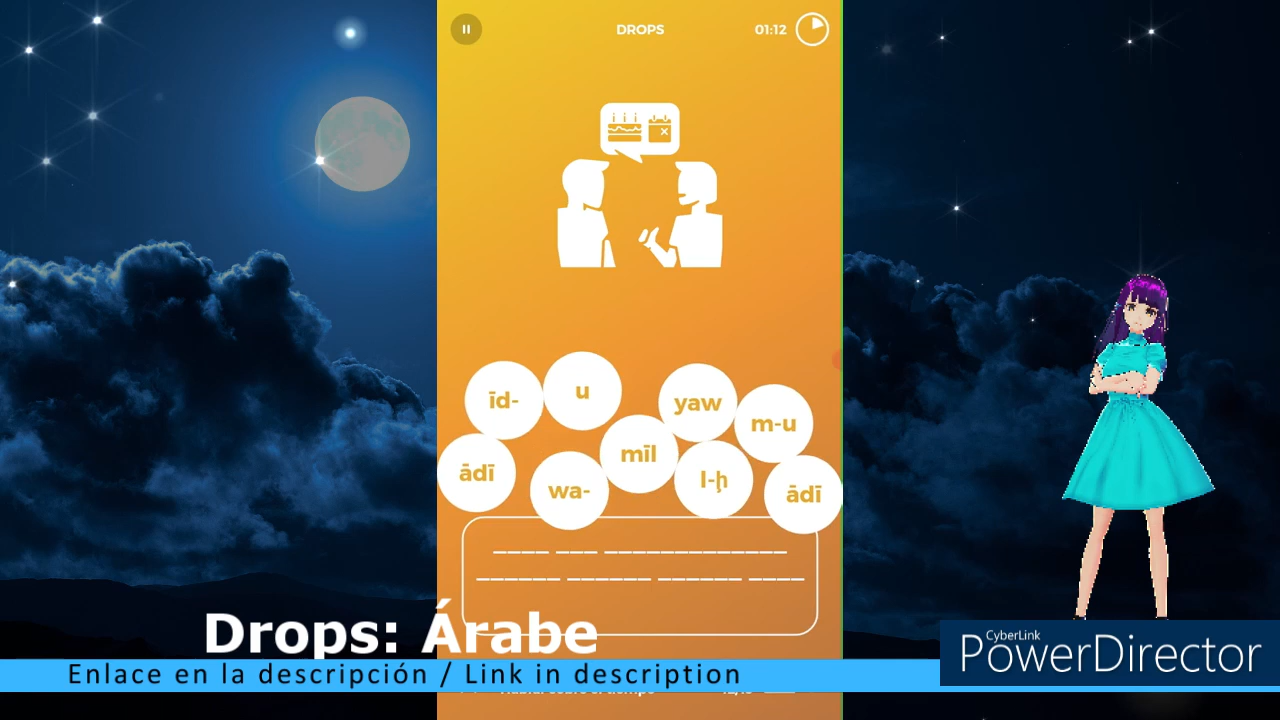 DROPS
01:12
īd-
u
yaw
m-u
ādī
wa-
mīl
l-ḩ
ādī
Drops: Árabe
Enlace en la descripción / Link in description
CyberLink
PowerDirector